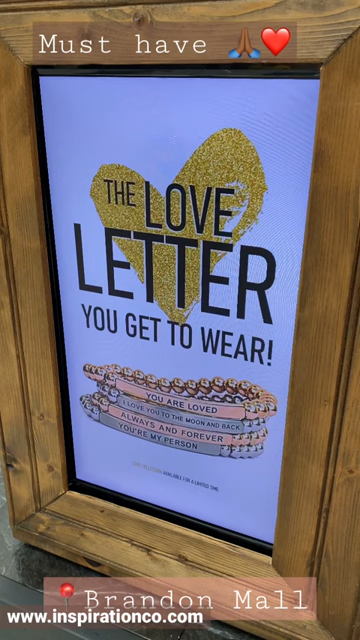 Must have 🙏🏾❤️
THE LOVE
LETTER
YOU GET TO WEAR!
YOU ARE LOVED
I LOVE YOU TO THE MOON AND BACK
ALWAYS AND FOREVER
YOU'RE MY PERSON
AVAILABLE FOR A LIMITED TIME
📍Brandon Mall
www.inspirationco.com